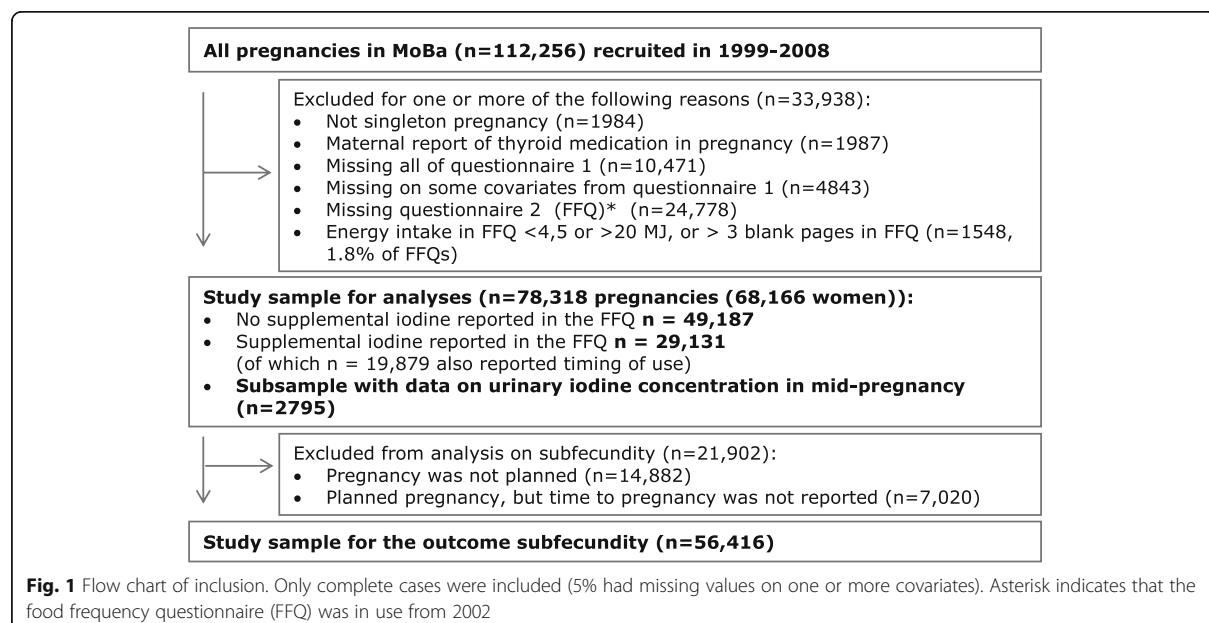 All pregnancies in MoBa (n=112,256) recruited in 1999-2008
Excluded for one or more of the following reasons (n=33,938):
• Not singleton pregnancy (n=1984)
• Maternal report of thyroid medication in pregnancy (n=1987)
• Missing all of questionnaire 1 (n=10,471)
• Missing on some covariates from questionnaire 1 (n=4843)
• Missing questionnaire 2 (FFQ)* (n=24,778)
• Energy intake in FFQ <4,5 or >20 MJ, or > 3 blank pages in FFQ (n=1548,
1.8% of FFQs)
Study sample for analyses (n=78,318 pregnancies (68,166 women)):
• No supplemental iodine reported in the FFQ n = 49,187
• Supplemental iodine reported in the FFQ n = 29,131
(of which n = 19,879 also reported timing of use)
• Subsample with data on urinary iodine concentration in mid-pregnancy
(n=2795)
Excluded from analysis on subfecundity (n=21,902):
• Pregnancy was not planned (n=14,882)
• Planned pregnancy, but time to pregnancy was not reported (n=7,020)
Study sample for the outcome subfecundity (n=56,416)
Fig. 1 Flow chart of inclusion. Only complete cases were included (5% had missing values on one or more covariates). Asterisk indicates that the
food frequency questionnaire (FFQ) was in use from 2002